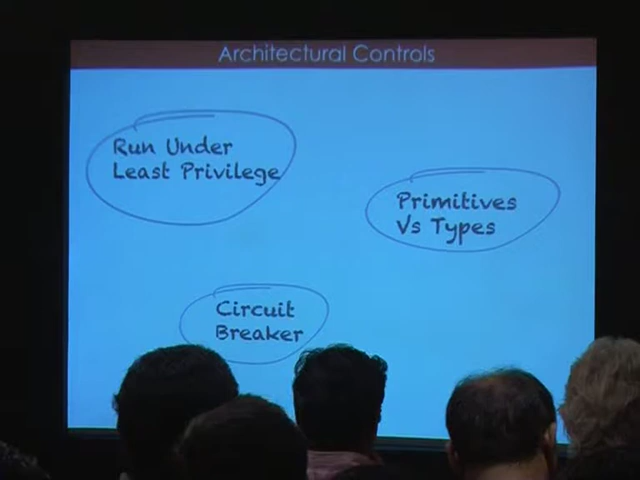 Architectural Controls
Run Under
Least Privilege
Primitives
Vs Types
Circuit
Breaker